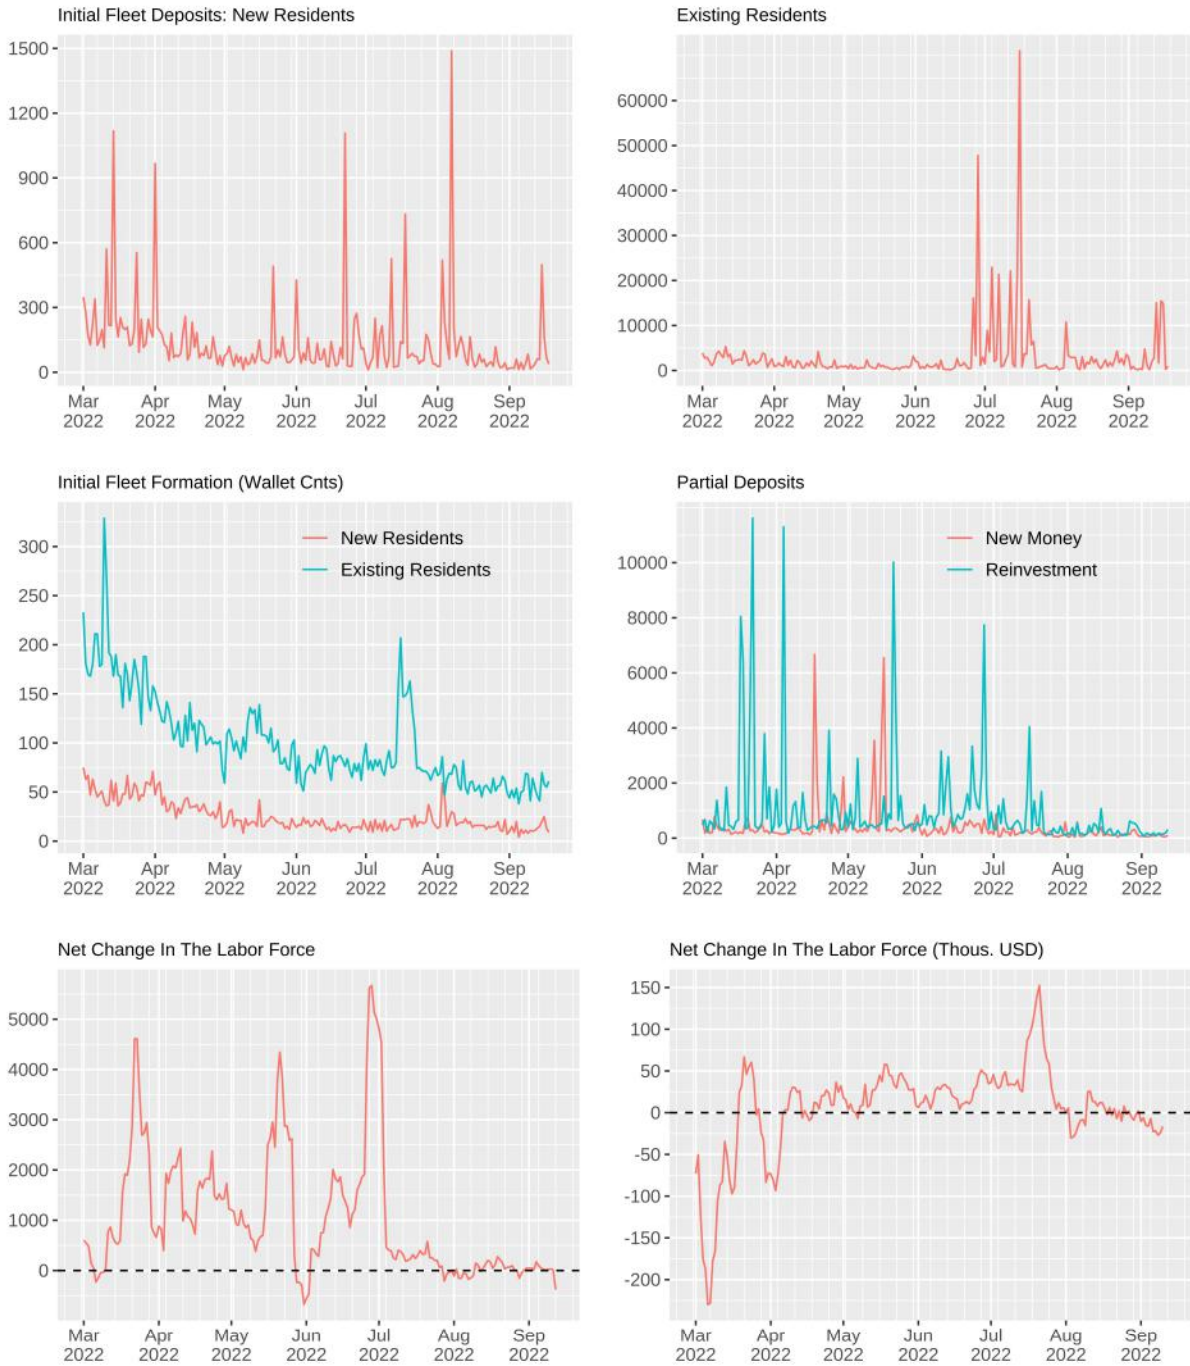 Initial Fleet Deposits: New Residents
1500
1200
900
600
300
0
Mar Apr May Jun Jul Aug Sep
2022 2022 2022 2022 2022 2022 2022
Existing Residents
60000
50000
40000
30000
20000
10000
0
Mar Apr May Jun Jul Aug Sep
2022 2022 2022 2022 2022 2022 2022
Initial Fleet Formation (Wallet Cnts)
New Residents
Existing Residents
300
250
200
150
100
50
0
Mar Apr May Jun Jul Aug Sep
2022 2022 2022 2022 2022 2022 2022
Partial Deposits
New Money
Reinvestment
10000
8000
6000
4000
2000
0
Mar Apr May Jun Jul Aug Sep
2022 2022 2022 2022 2022 2022 2022
Net Change In The Labor Force
5000
4000
3000
2000
1000
0
Mar Apr May Jun Jul Aug Sep
2022 2022 2022 2022 2022 2022 2022
Net Change In The Labor Force (Thous. USD)
150
100
50
0
-50
-100
-150
-200
Mar Apr May Jun Jul Aug Sep
2022 2022 2022 2022 2022 2022 2022